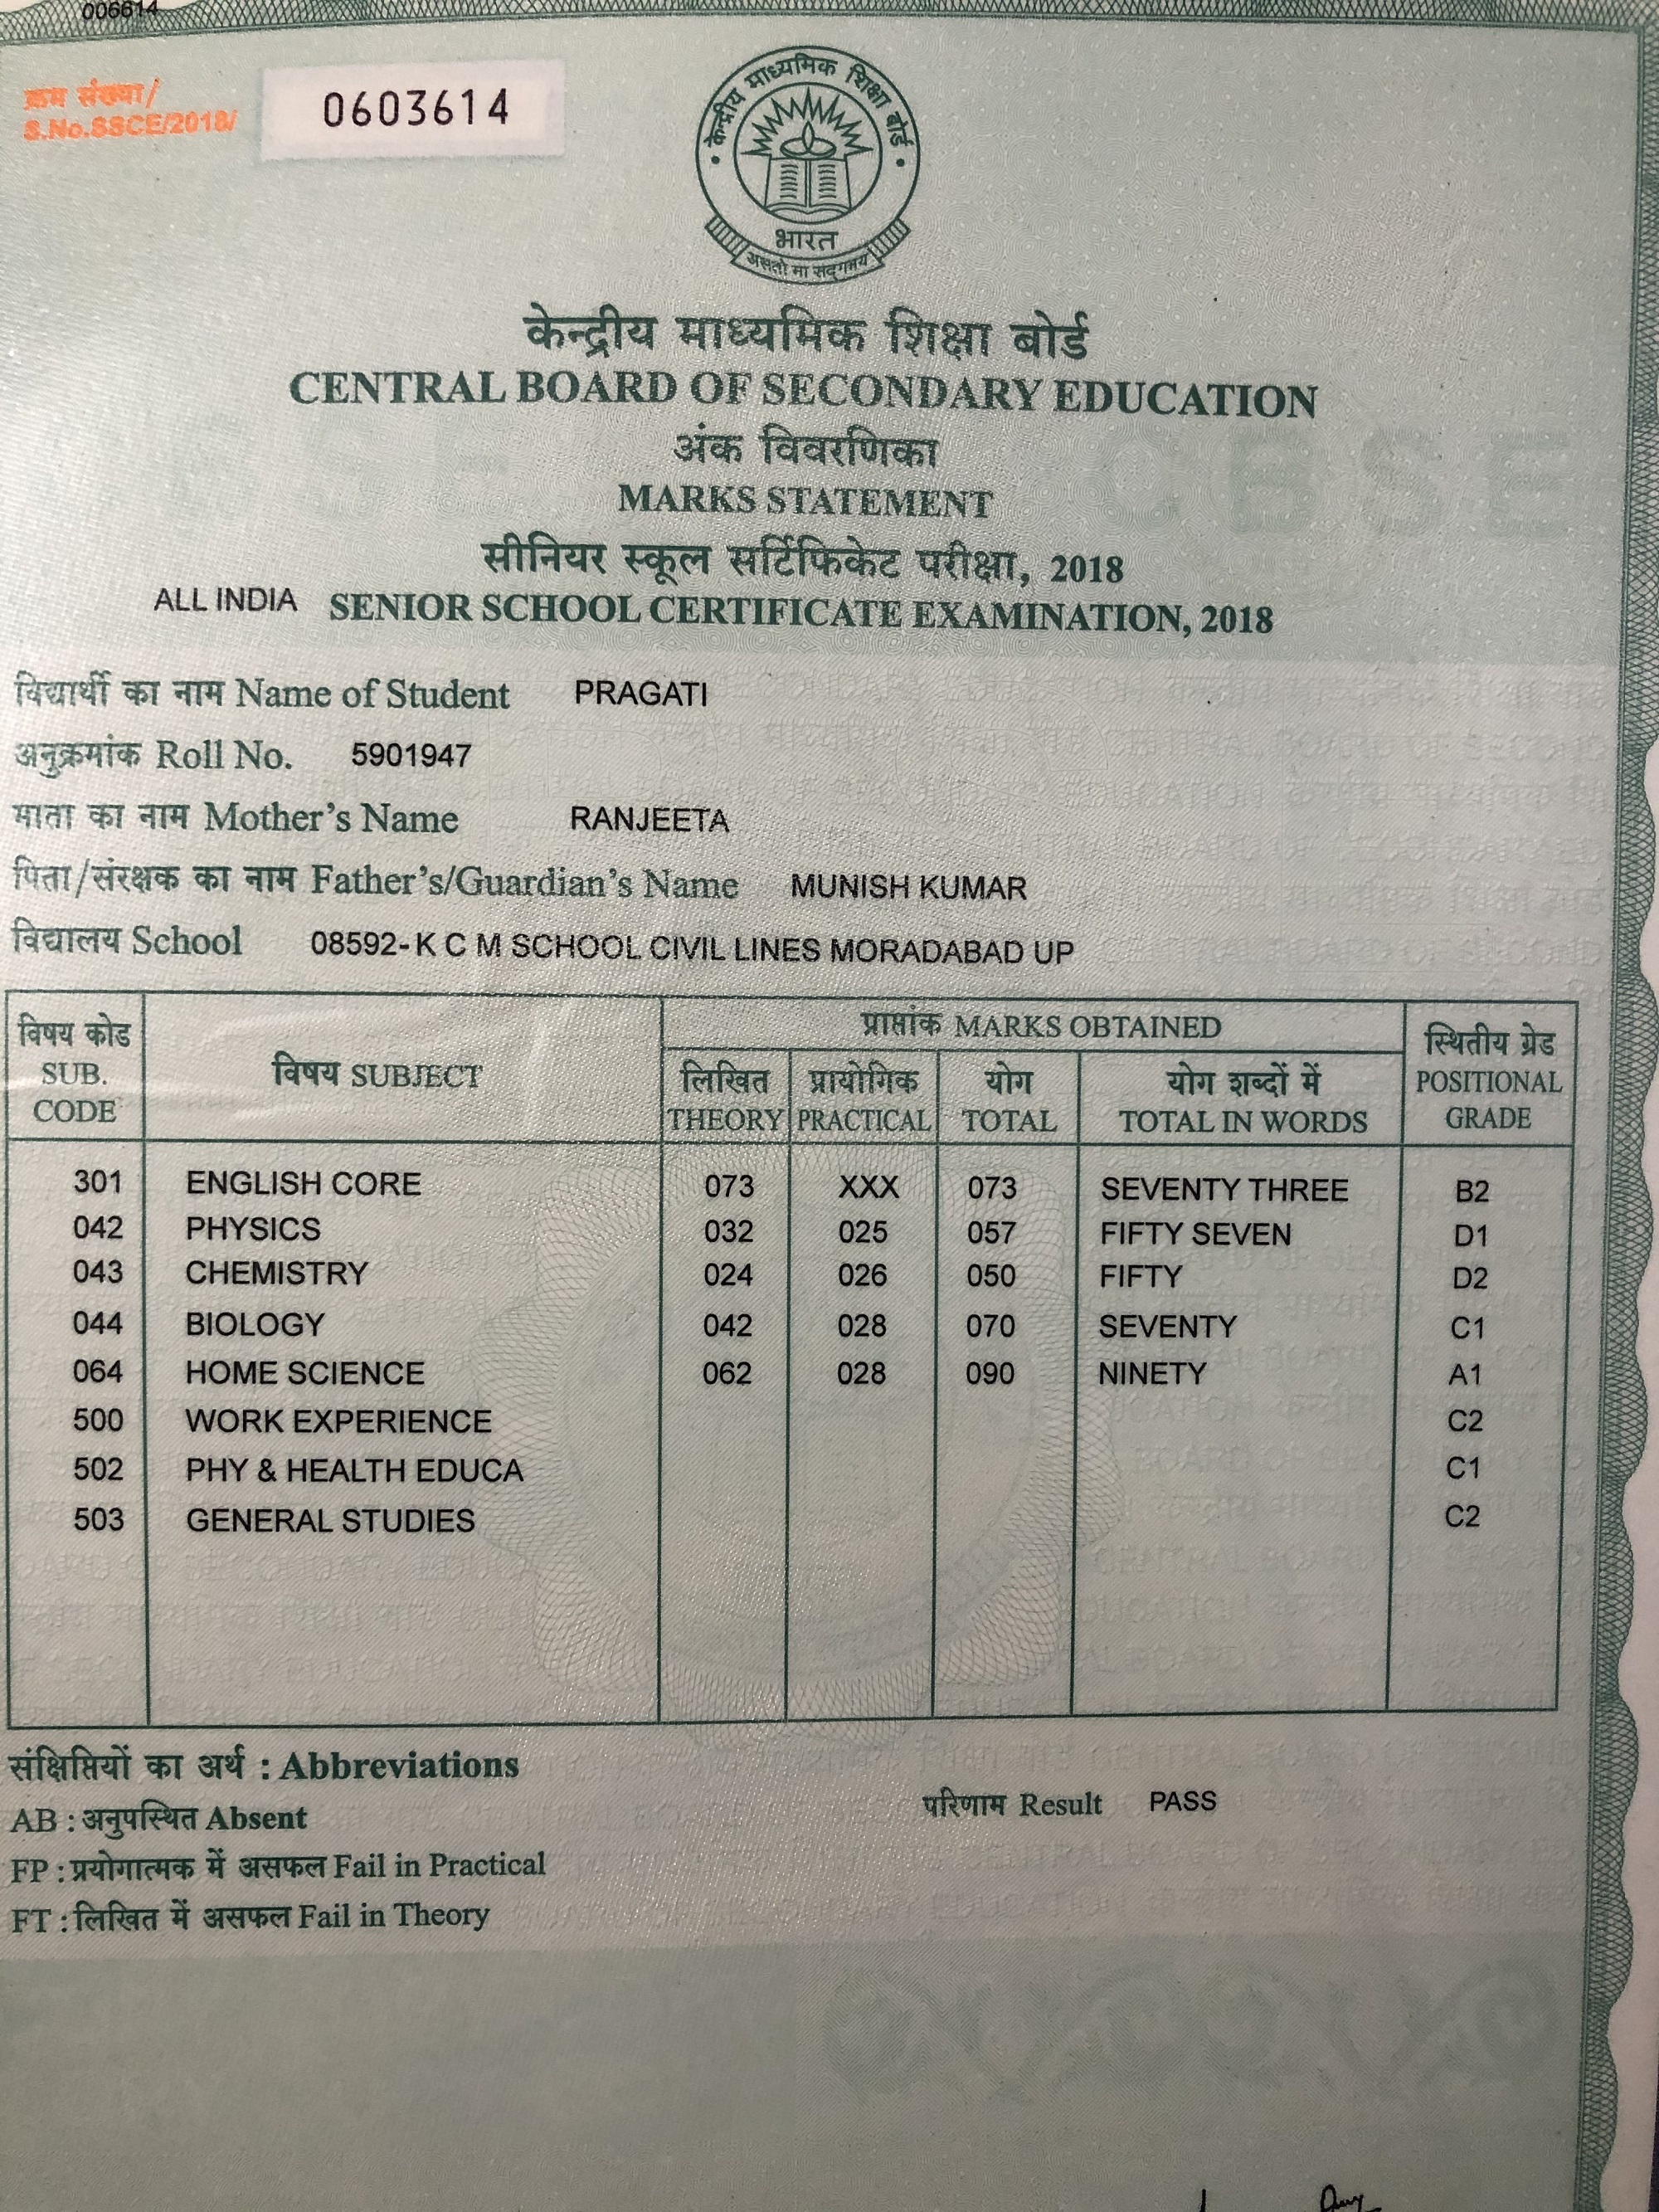 006614
क्रम संख्या/
S.No.SSCE/2018/ 0603614
केन्द्रीय माध्यमिक शिक्षा बोर्ड
भारत
असतो मा सद्गमय
केन्द्रीय माध्यमिक शिक्षा बोर्ड
CENTRAL BOARD OF SECONDARY EDUCATION
अंक विवरणिका
CBSE
MARKS STATEMENT
सीनियर स्कूल सर्टिफिकेट परीक्षा, 2018
ALL INDIA SENIOR SCHOOL CERTIFICATE EXAMINATION, 2018
विद्यार्थी का नाम Name of Student PRAGATI
अनुक्रमांक Roll No. 5901947
माता का नाम Mother's Name RANJEETA
पिता/संरक्षक का नाम Father's/Guardian's Name MUNISH KUMAR
विद्यालय School 08592-K C M SCHOOL CIVIL LINES MORADABAD UP
विषय कोड SUB. CODE विषय SUBJECT प्राप्तांक MARKS OBTAINED स्थितीय ग्रेड POSITIONAL GRADE
लिखित THEORY प्रायोगिक PRACTICAL योग TOTAL योग शब्दों में TOTAL IN WORDS
301 ENGLISH CORE 073 XXX 073 SEVENTY THREE B2
042 PHYSICS 032 025 057 FIFTY SEVEN D1
043 CHEMISTRY 024 026 050 FIFTY D2
044 BIOLOGY 042 028 070 SEVENTY C1
064 HOME SCIENCE 062 028 090 NINETY A1
500 WORK EXPERIENCE C2
502 PHY & HEALTH EDUCA C1
503 GENERAL STUDIES C2
संक्षिप्तियों का अर्थ : Abbreviations
AB : अनुपस्थित Absent
परिणाम Result PASS
FP : प्रयोगात्मक में असफल Fail in Practical
FT : लिखित में असफल Fail in Theory